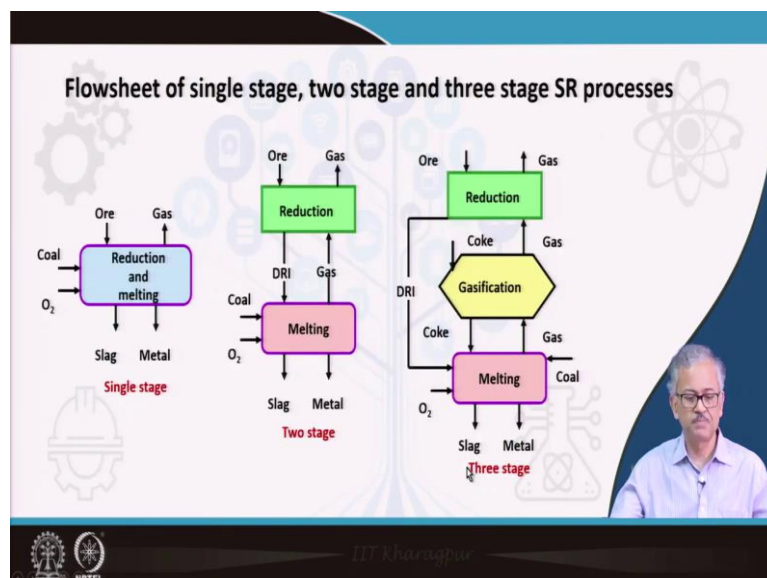 Flowsheet of single stage, two stage and three stage SR processes
Ore Gas
Coal
O2
Reduction
and
melting
Slag Metal
Single stage
Ore Gas
Reduction
DRI Gas
Coal
O2
Melting
Slag Metal
Two stage
Ore Gas
Reduction
Coke Gas
DRI
Gasification
Coke Gas
Coal
O2
Melting
Slag Metal
Three stage
IIT Kharagpur
NPTEL